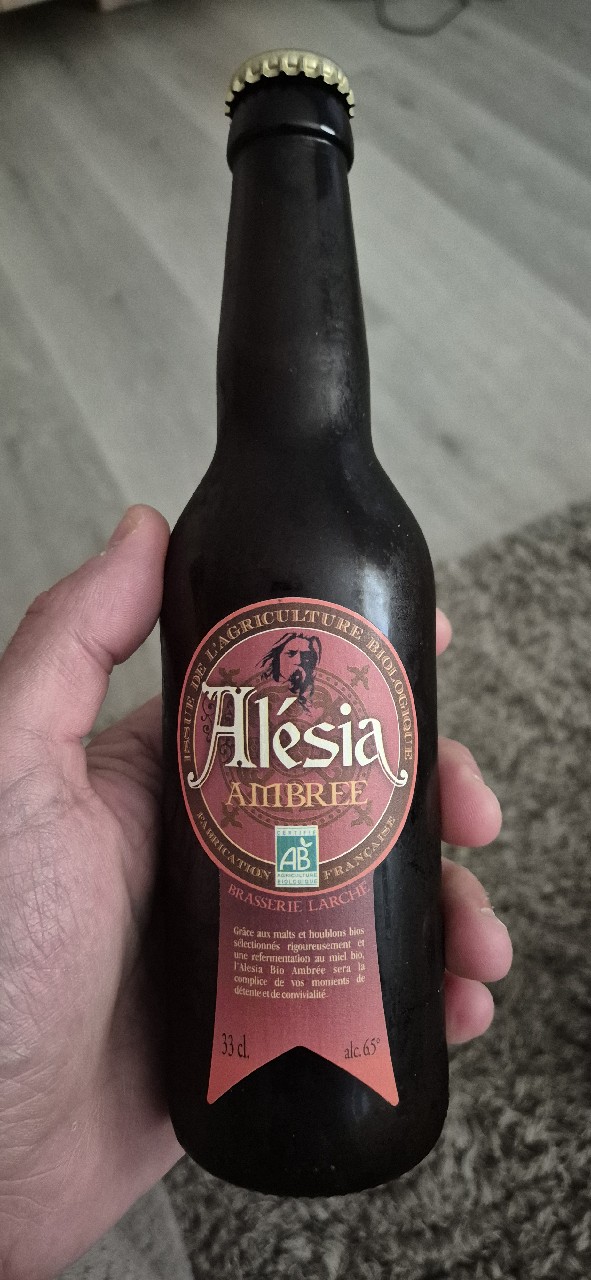 ISSUE DE L'AGRICULTURE BIOLOGIQUE
Alésia
AMBREE
CERTIFIÉ
AB
AGRICULTURE
BIOLOGIQUE
FABRICATION FRANÇAISE
BRASSERIE LARCHE
Grâce aux malts et houblons bios
sélectionnés rigoureusement et
une refermentation au miel bio,
l'Alesia Bio Ambrée sera la
complice de vos moments de
détente et de convivialité
33 cl.
alc. 6.5°